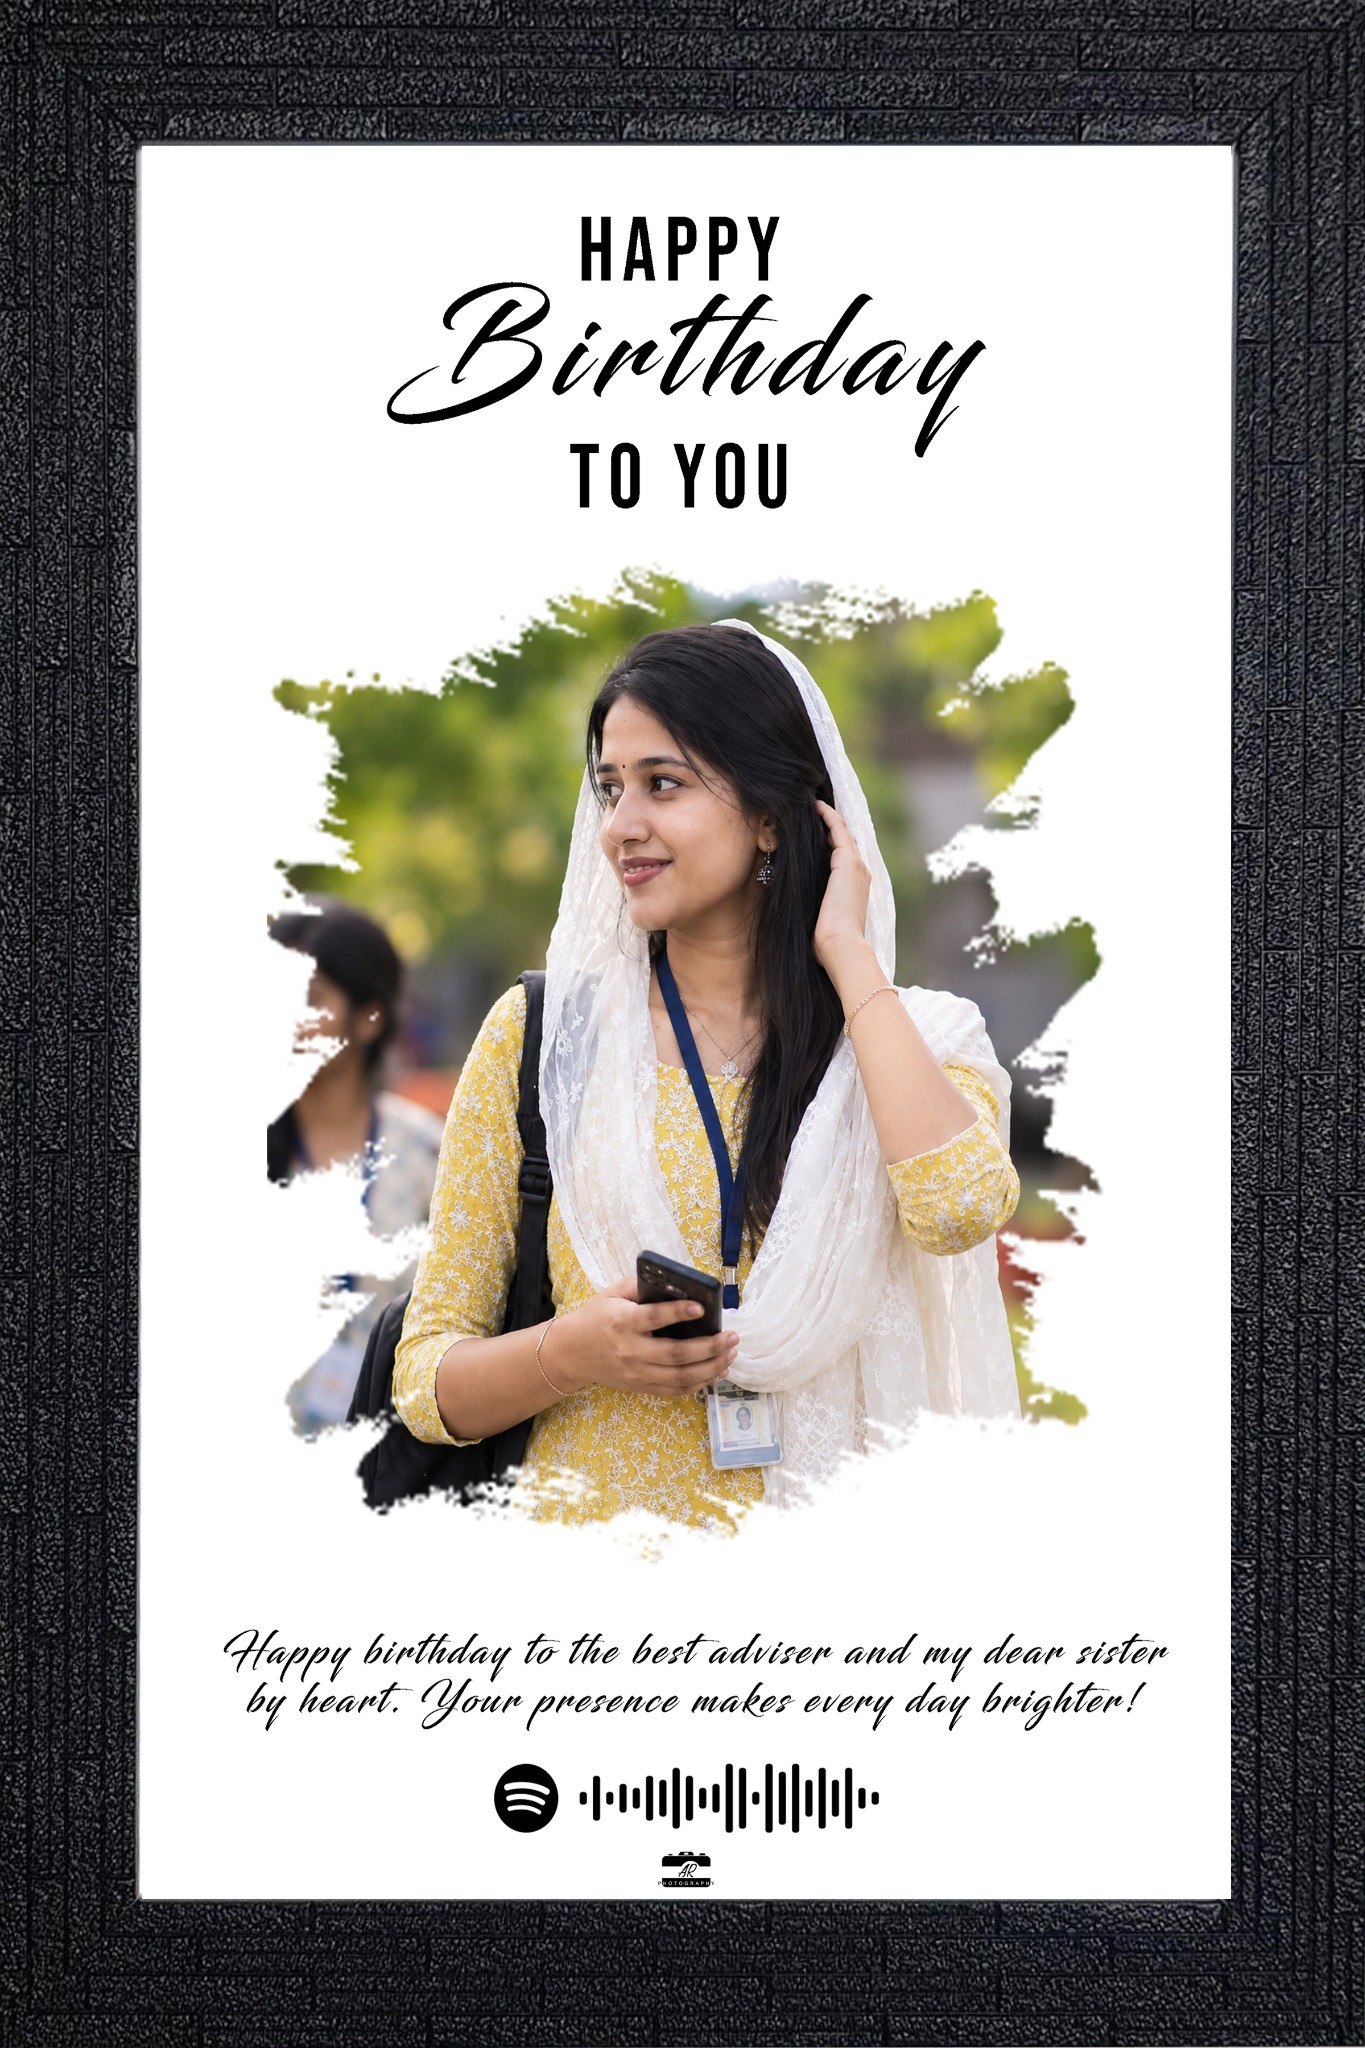 HAPPY
Birthday
TO YOU
Happy birthday to the best adviser and my dear sister
by heart. Your presence makes every day brighter!
AR
PHOTOGRAPHY